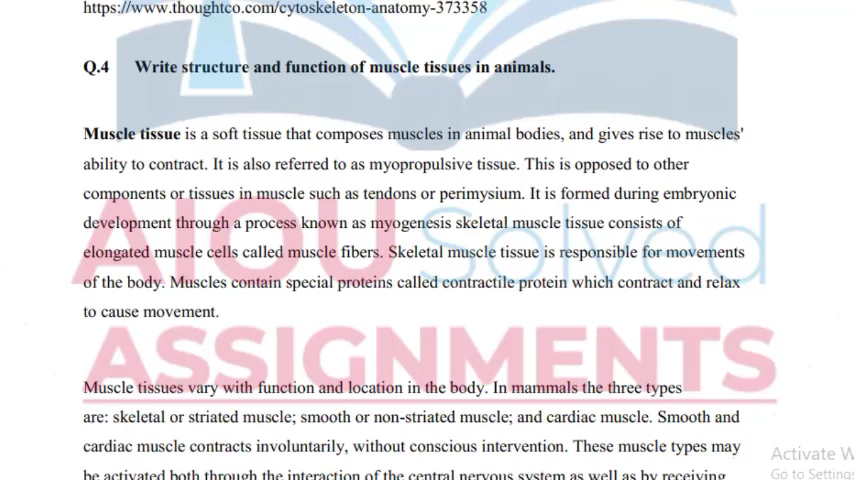 https://www.thoughtco.com/cytoskeleton-anatomy-373358
Q.4 Write structure and function of muscle tissues in animals.
Muscle tissue is a soft tissue that composes muscles in animal bodies, and gives rise to muscles'
ability to contract. It is also referred to as myopropulsive tissue. This is opposed to other
components or tissues in muscle such as tendons or perimysium. It is formed during embryonic
development through a process known as myogenesis skeletal muscle tissue consists of
elongated muscle cells called muscle fibers. Skeletal muscle tissue is responsible for movements
of the body. Muscles contain special proteins called contractile protein which contract and relax
to cause movement.
AIOU Solved
ASSIGNMENTS
Muscle tissues vary with function and location in the body. In mammals the three types
are: skeletal or striated muscle; smooth or non-striated muscle; and cardiac muscle. Smooth and
cardiac muscle contracts involuntarily, without conscious intervention. These muscle types may
be activated both through the interaction of the central nervous system as well as by receiving
Activate W
Go to Settings